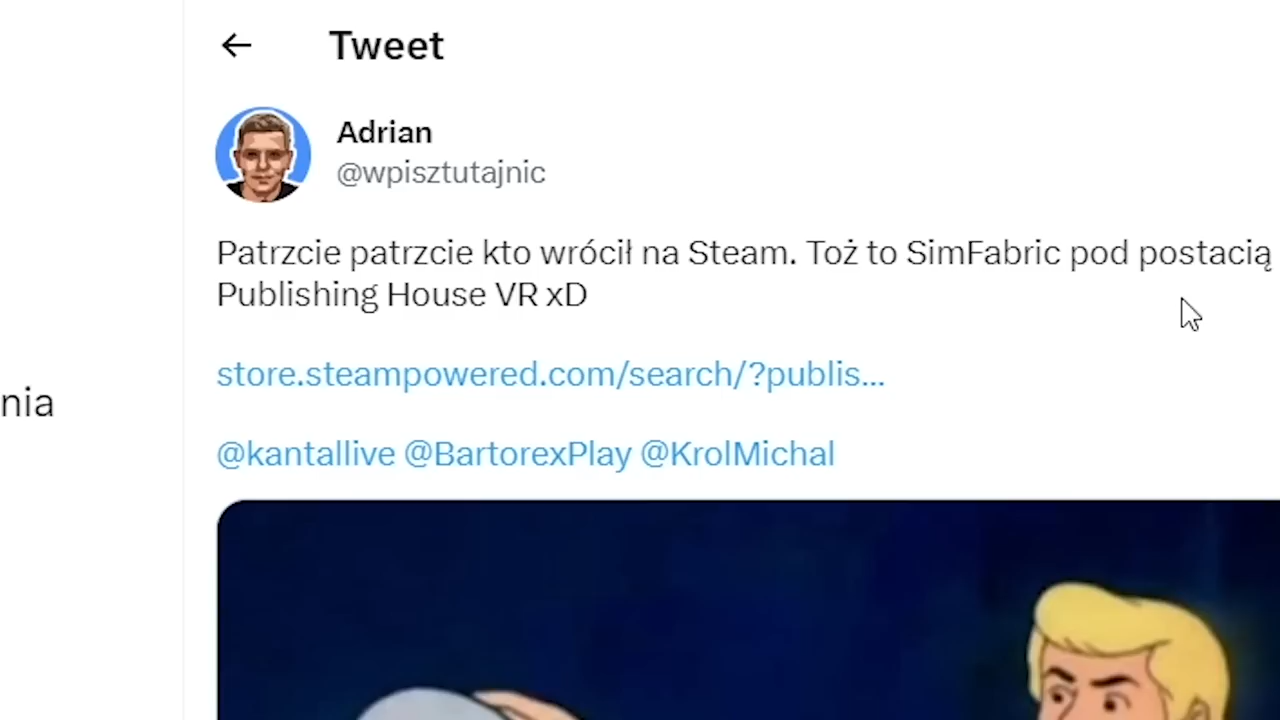 Tweet
Adrian
@wpisztutajnic
Patrzcie patrzcie kto wrócił na Steam. Toż to SimFabric pod postacią
Publishing House VR xD
store.steampowered.com/search/?publis...
nia
@kantallive @BartorexPlay @KrolMichal